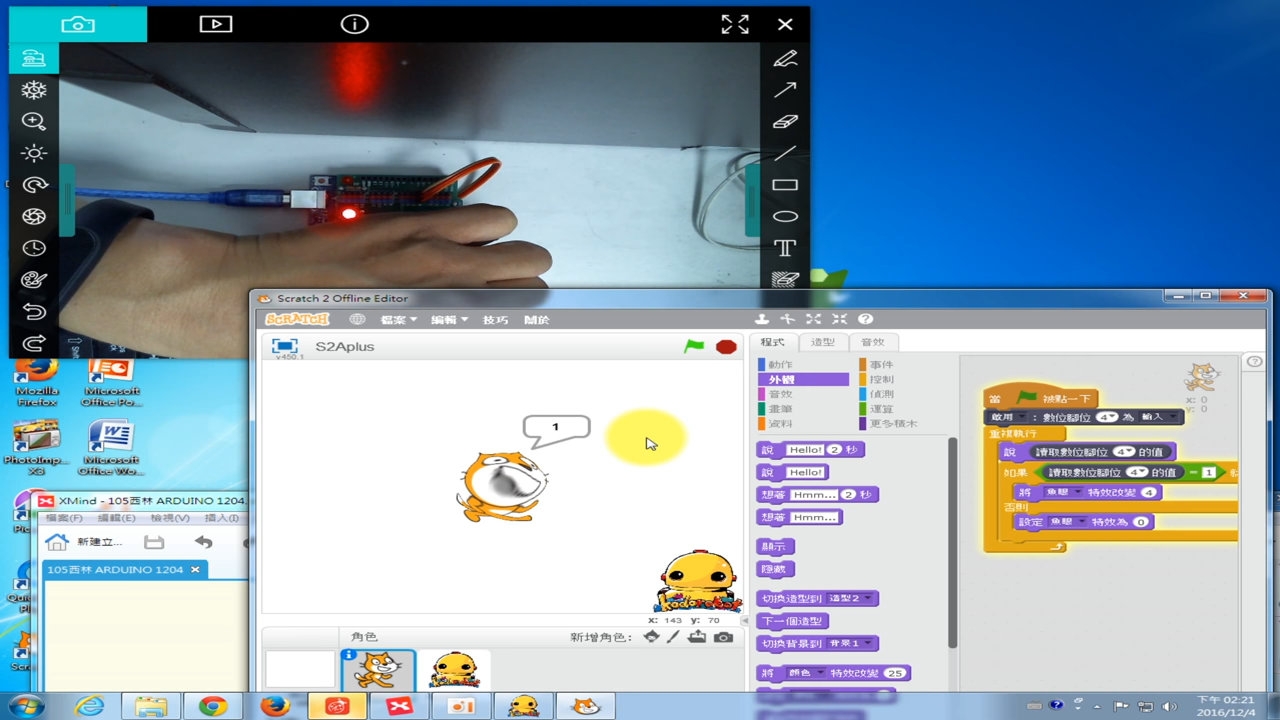 Scratch 2 Offline Editor
SCRATCH
檔案
編輯
技巧
關於
v450.1
S2Aplus
程式
造型
音效
動作
外觀
音效
畫筆
資料
事件
控制
偵測
運算
更多積木
說 Hello! 2 秒
說 Hello!
想著 Hmm... 2 秒
想著 Hmm...
顯示
隱藏
切換造型到 造型2
下一個造型
切換背景到 背景1
將 顏色 特效改變 25
當 被點一下
啟用 : 數位腳位 4 為 輸入
重複執行
說 讀取數位腳位 4 的值
如果 讀取數位腳位 4 的值 = 1
將 魚眼 特效改變 4
否則
設定 魚眼 特效為 0
x: 0
y: 0
1
kodorobot
x: 143 y: 70
角色
新增角色:
Mozilla Firefox
Microsoft Office Po...
PhotoImp... X3
Microsoft Office Wo...
XMind - 105西林 ARDUINO 1204.
檔案(F)
編輯(E)
檢視(V)
插入(I)
新建立...
105西林 ARDUINO 1204
下午 02:21
2016/12/4